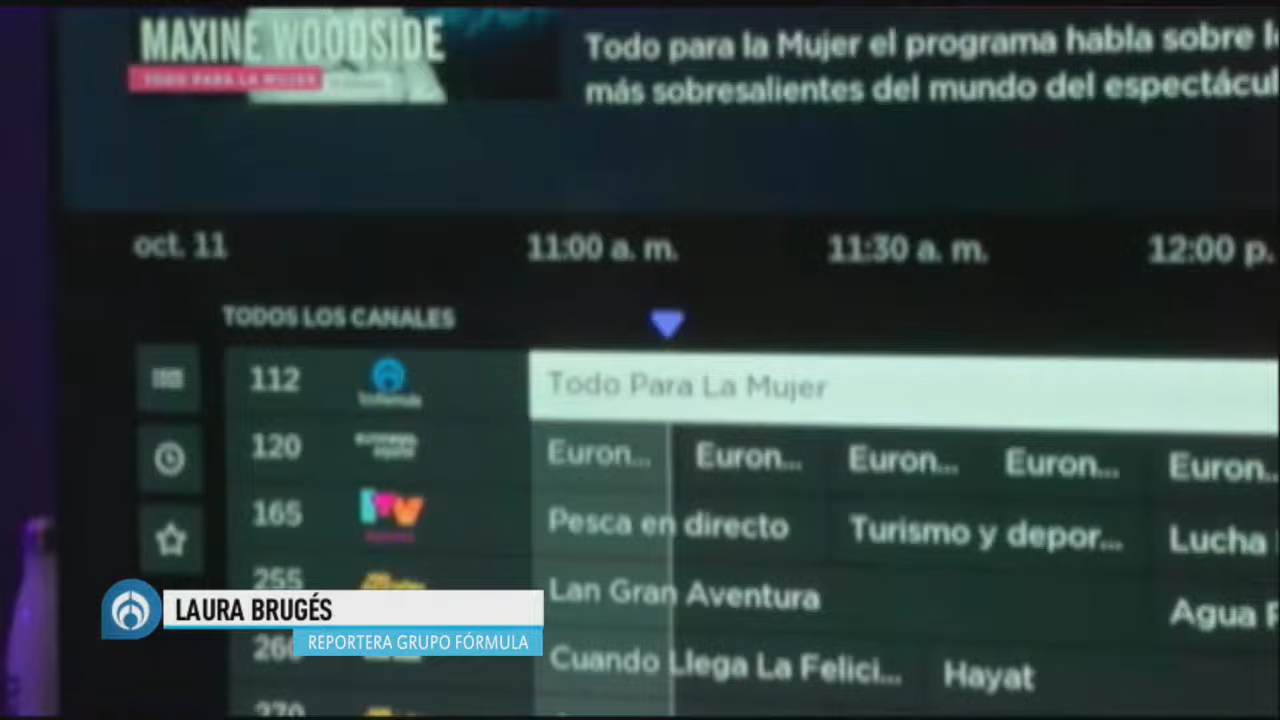 MAXINE WOODSIDE
TODO PARA LA MUJER
Todo para la Mujer el programa habla sobre l
más sobresalientes del mundo del espectácul
oct. 11
11:00 a. m.
11:30 a. m.
12:00 p.
TODOS LOS CANALES
112
Todo Para La Mujer
120
Euron...
Euron...
Euron...
Euron...
Euron...
165
Pesca en directo
Turismo y depor...
Lucha
255
Lan Gran Aventura
Agua
260
Cuando Llega La Felici...
Hayat
270
LAURA BRUGÉS
REPORTERA GRUPO FÓRMULA